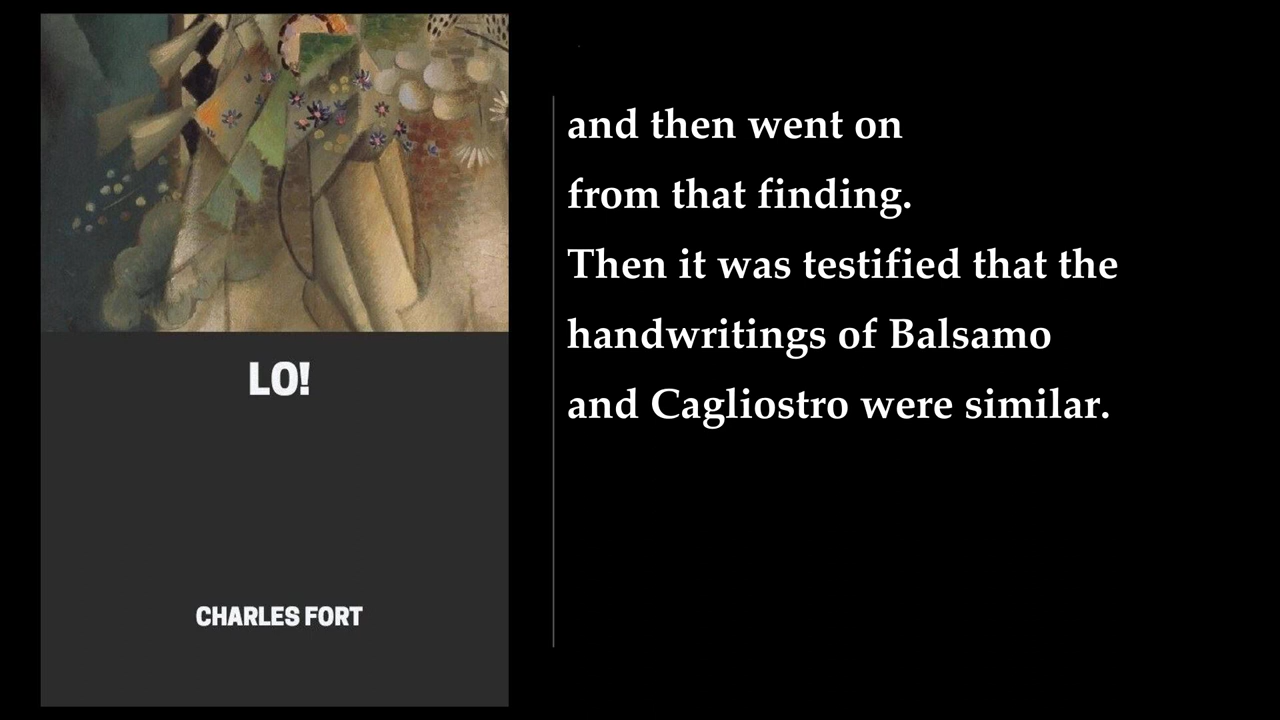 LO!
CHARLES FORT
and then went on
from that finding.
Then it was testified that the
handwritings of Balsamo
and Cagliostro were similar.